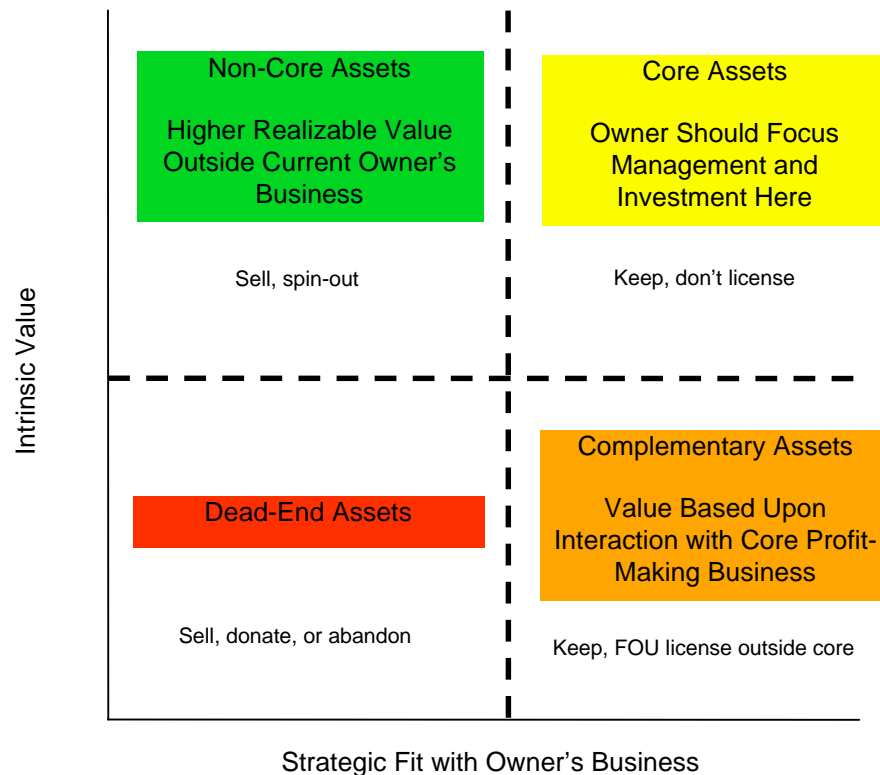 Non-Core Assets
Higher Realizable Value
Outside Current Owner's
Business
Sell, spin-out
Core Assets
Owner Should Focus
Management and
Investment Here
Keep, don't license
Intrinsic Value
Dead-End Assets
Sell, donate, or abandon
Complementary Assets
Value Based Upon
Interaction with Core Profit-
Making Business
Keep, FOU license outside core
Strategic Fit with Owner's Business